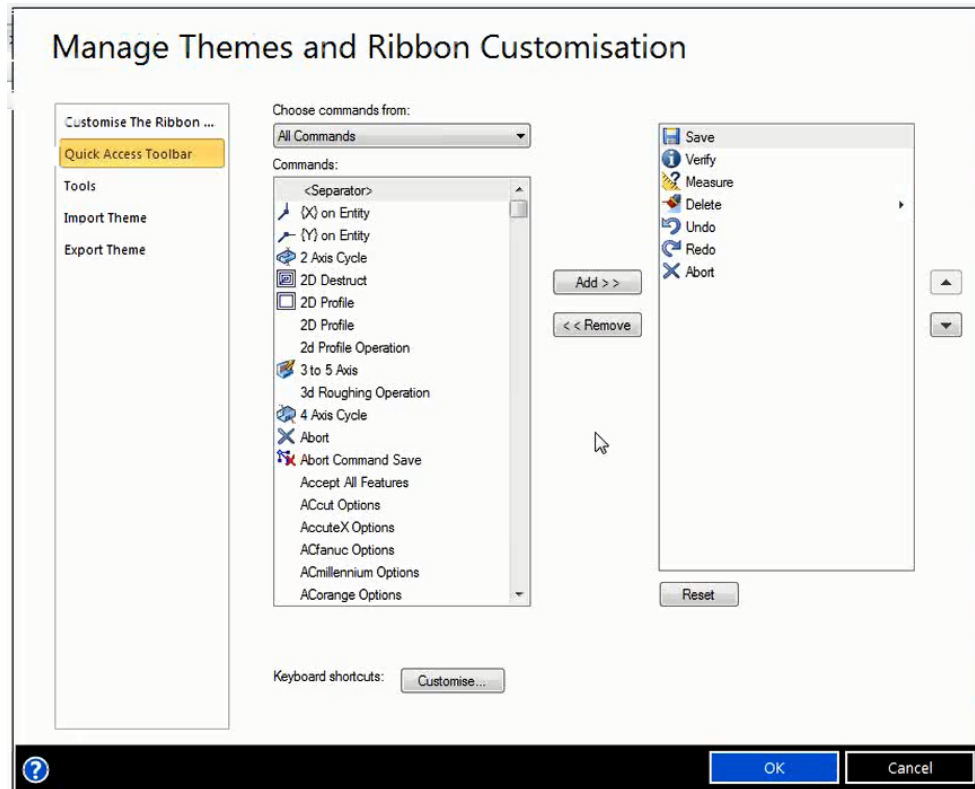 Manage Themes and Ribbon Customisation
Customise The Ribbon ...
Quick Access Toolbar
Tools
Import Theme
Export Theme
Choose commands from:
All Commands
Commands:
<Separator>
{X} on Entity
{Y} on Entity
2 Axis Cycle
2D Destruct
2D Profile
2D Profile
2d Profile Operation
3 to 5 Axis
3d Roughing Operation
4 Axis Cycle
Abort
Abort Command Save
Accept All Features
ACcut Options
AccuteX Options
ACfanuc Options
ACmillennium Options
ACorange Options
Add > >
< < Remove
Save
Verify
Measure
Delete
Undo
Redo
Abort
Reset
Keyboard shortcuts:
Customise...
OK
Cancel